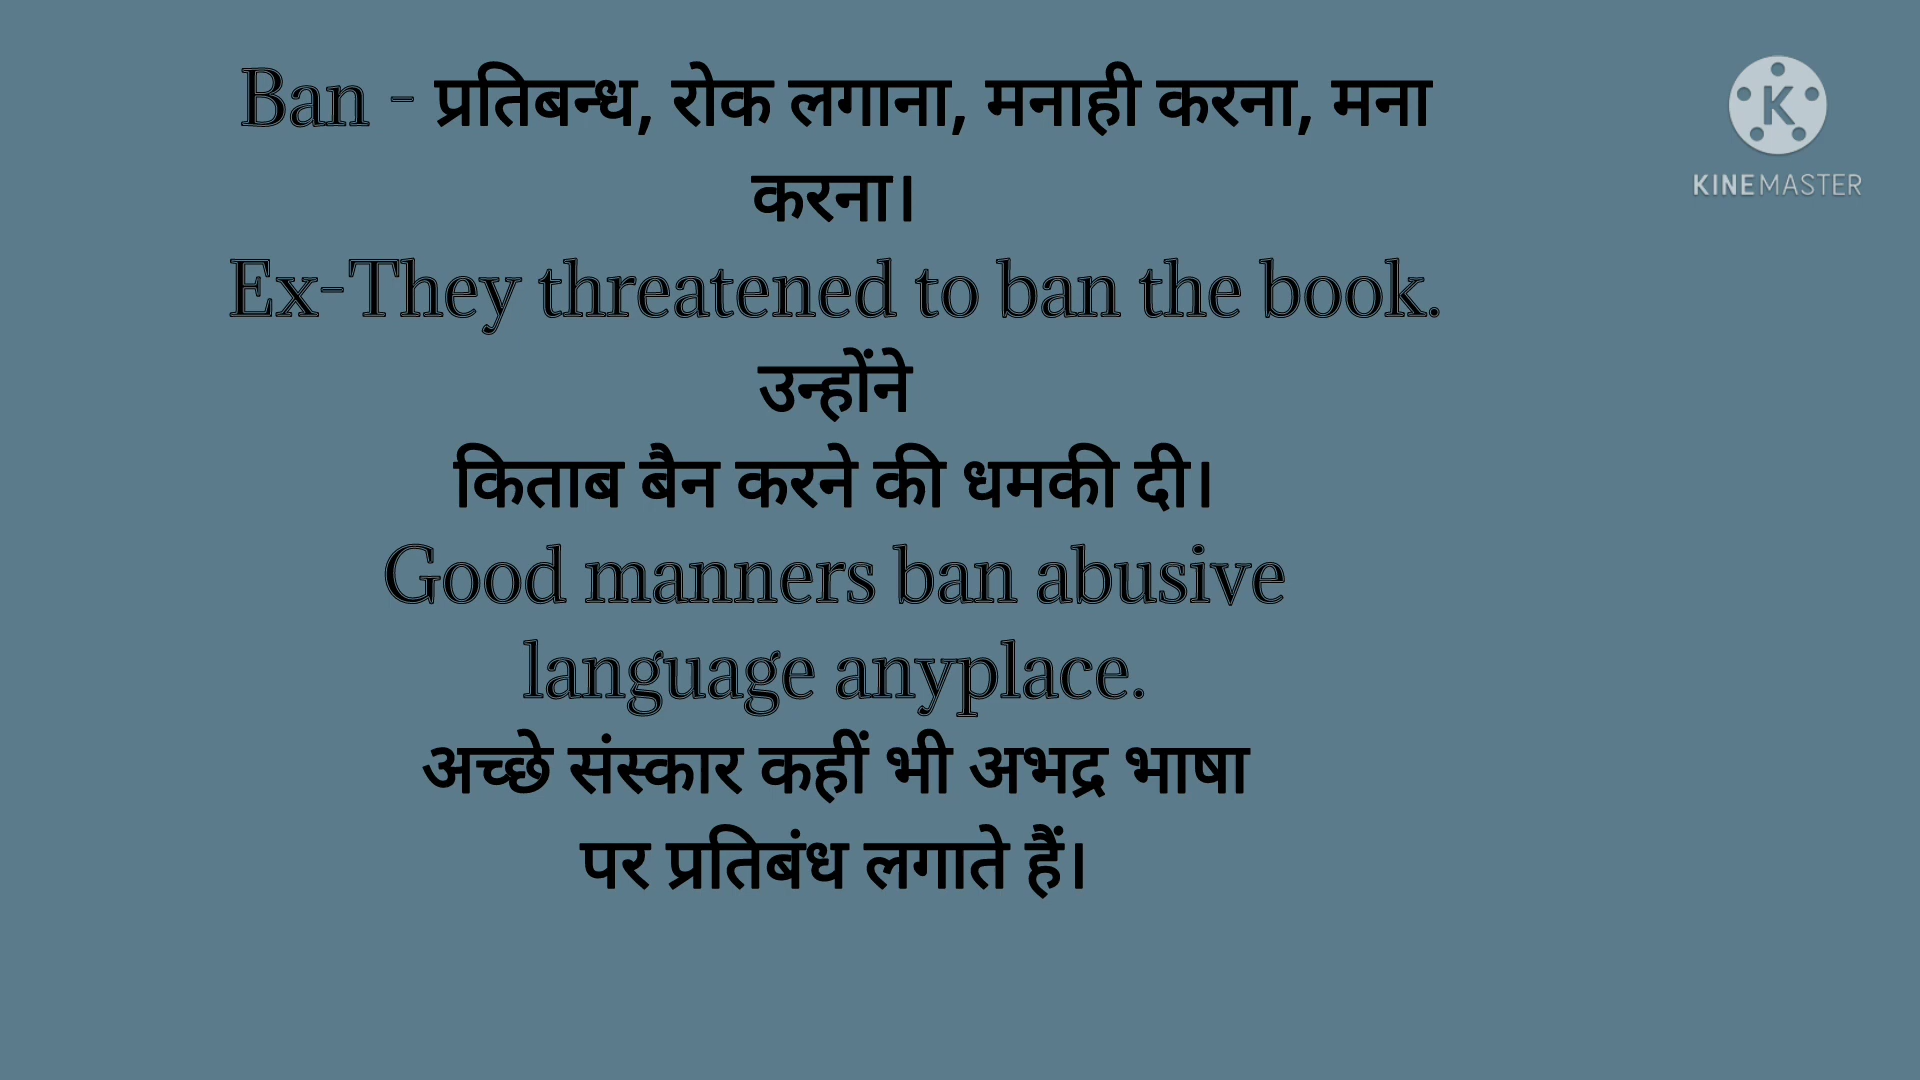 Ban - प्रतिबन्ध, रोक लगाना, मनाही करना, मना
करना।
Ex-They threatened to ban the book.
उन्होंने
किताब बैन करने की धमकी दी।
Good manners ban abusive
language anyplace.
अच्छे संस्कार कहीं भी अभद्र भाषा
पर प्रतिबंध लगाते हैं।
K
KINEMASTER